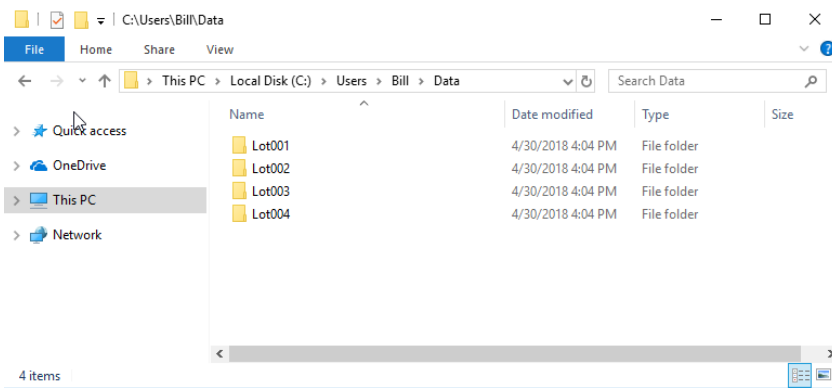 C:\Users\Bill\Data
File Home Share View
This PC > Local Disk (C:) > Users > Bill > Data Search Data
Name Date modified Type Size
Quick access
OneDrive
This PC
Network
Lot001 4/30/2018 4:04 PM File folder
Lot002 4/30/2018 4:04 PM File folder
Lot003 4/30/2018 4:04 PM File folder
Lot004 4/30/2018 4:04 PM File folder
4 items